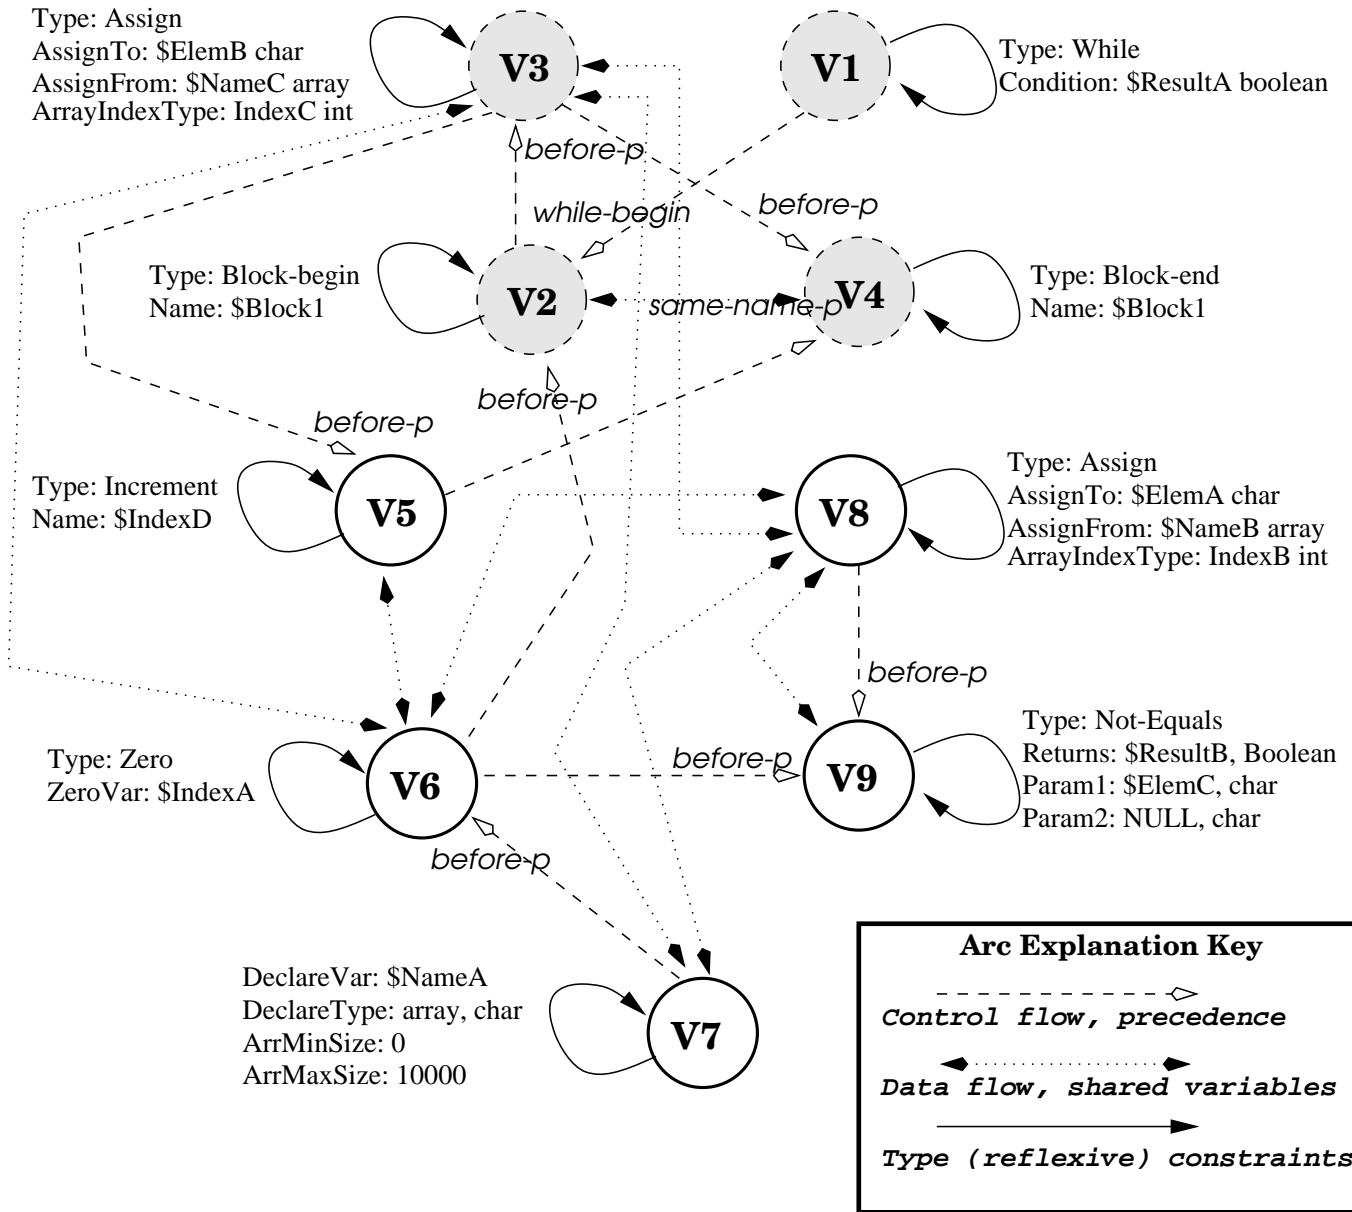 Type: Assign
AssignTo: $ElemB char
AssignFrom: $NameC array
ArrayIndexType: IndexC int
V3
V1
Type: While
Condition: $ResultA boolean
before-p
while-begin
before-p
Type: Block-begin
Name: $Block1
V2
same-name-p
V4
Type: Block-end
Name: $Block1
before-p
before-p
Type: Increment
Name: $IndexD
V5
V8
Type: Assign
AssignTo: $ElemA char
AssignFrom: $NameB array
ArrayIndexType: IndexB int
before-p
Type: Zero
ZeroVar: $IndexA
V6
before-p
V9
Type: Not-Equals
Returns: $ResultB, Boolean
Param1: $ElemC, char
Param2: NULL, char
before-p
DeclareVar: $NameA
DeclareType: array, char
ArrMinSize: 0
ArrMaxSize: 10000
V7
Arc Explanation Key
Control flow, precedence
Data flow, shared variables
Type (reflexive) constraints